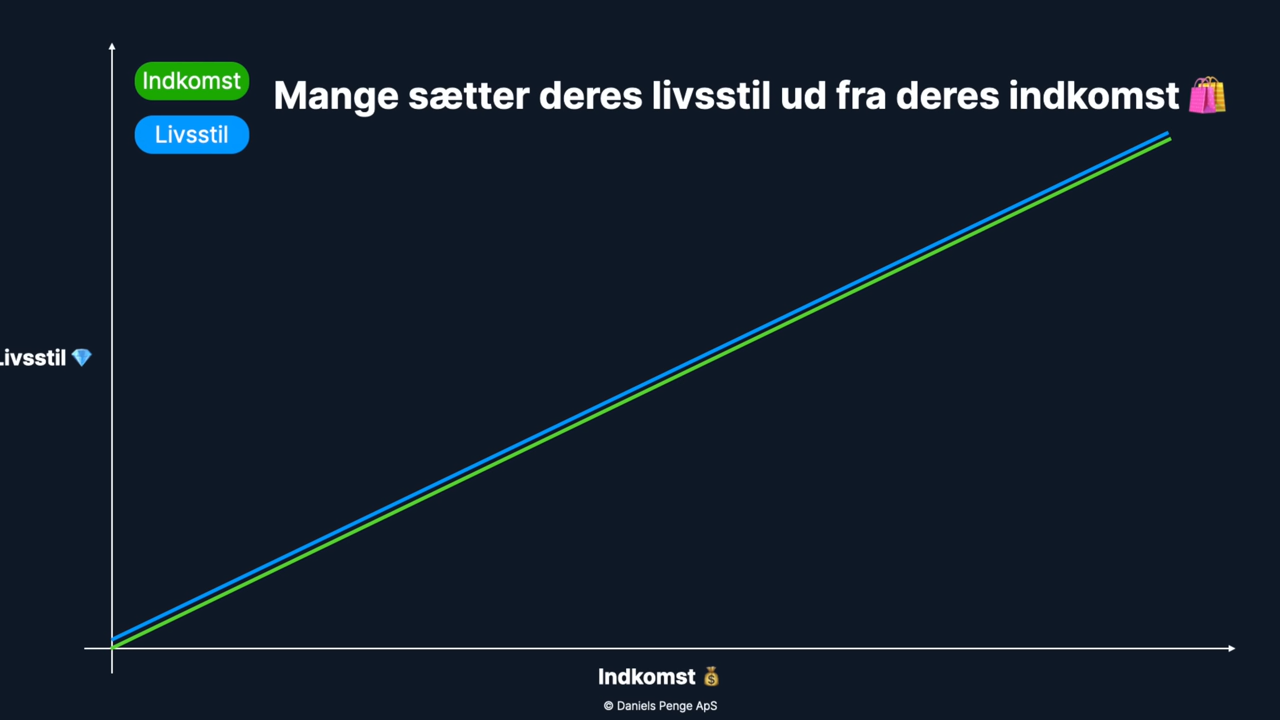 Indkomst
Mange sætter deres livsstil ud fra deres indkomst 🛍️
Livsstil
Livsstil 💎
Indkomst 💰
© Daniels Penge ApS